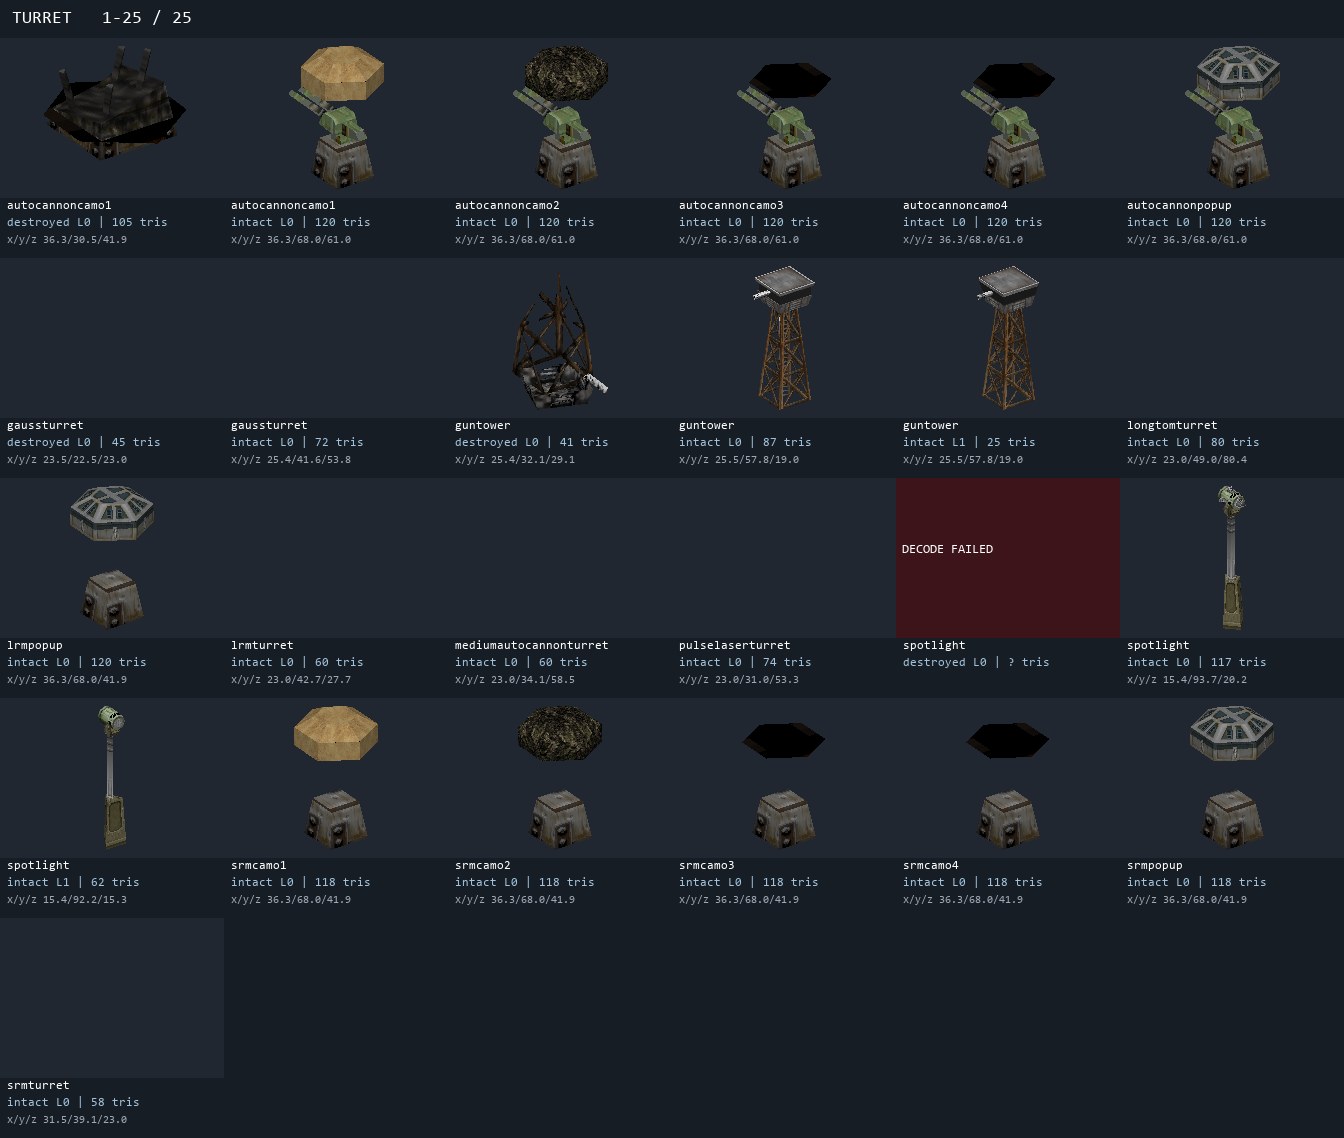 TURRET 1-25 / 25
autocannoncamo1
destroyed L0 | 105 tris
x/y/z 36.3/30.5/41.9
autocannoncamo1
intact L0 | 120 tris
x/y/z 36.3/68.0/61.0
autocannoncamo2
intact L0 | 120 tris
x/y/z 36.3/68.0/61.0
autocannoncamo3
intact L0 | 120 tris
x/y/z 36.3/68.0/61.0
autocannoncamo4
intact L0 | 120 tris
x/y/z 36.3/68.0/61.0
autocannonpopup
intact L0 | 120 tris
x/y/z 36.3/68.0/61.0
gaussturret
destroyed L0 | 45 tris
x/y/z 23.5/22.5/23.0
gaussturret
intact L0 | 72 tris
x/y/z 25.4/41.6/53.8
guntower
destroyed L0 | 41 tris
x/y/z 25.4/32.1/29.1
guntower
intact L0 | 87 tris
x/y/z 25.5/57.8/19.0
guntower
intact L1 | 25 tris
x/y/z 25.5/57.8/19.0
longtomturret
intact L0 | 80 tris
x/y/z 23.0/49.0/80.4
lrmpopup
intact L0 | 120 tris
x/y/z 36.3/68.0/41.9
lrmturret
intact L0 | 60 tris
x/y/z 23.0/42.7/27.7
mediumautocannonturret
intact L0 | 60 tris
x/y/z 23.0/34.1/58.5
pulselaserturret
intact L0 | 74 tris
x/y/z 23.0/31.0/53.3
DECODE FAILED
spotlight
destroyed L0 | ? tris
spotlight
intact L0 | 117 tris
x/y/z 15.4/93.7/20.2
spotlight
intact L1 | 62 tris
x/y/z 15.4/92.2/15.3
srmcamo1
intact L0 | 118 tris
x/y/z 36.3/68.0/41.9
srmcamo2
intact L0 | 118 tris
x/y/z 36.3/68.0/41.9
srmcamo3
intact L0 | 118 tris
x/y/z 36.3/68.0/41.9
srmcamo4
intact L0 | 118 tris
x/y/z 36.3/68.0/41.9
srmpopup
intact L0 | 118 tris
x/y/z 36.3/68.0/41.9
srmturret
intact L0 | 58 tris
x/y/z 31.5/39.1/23.0